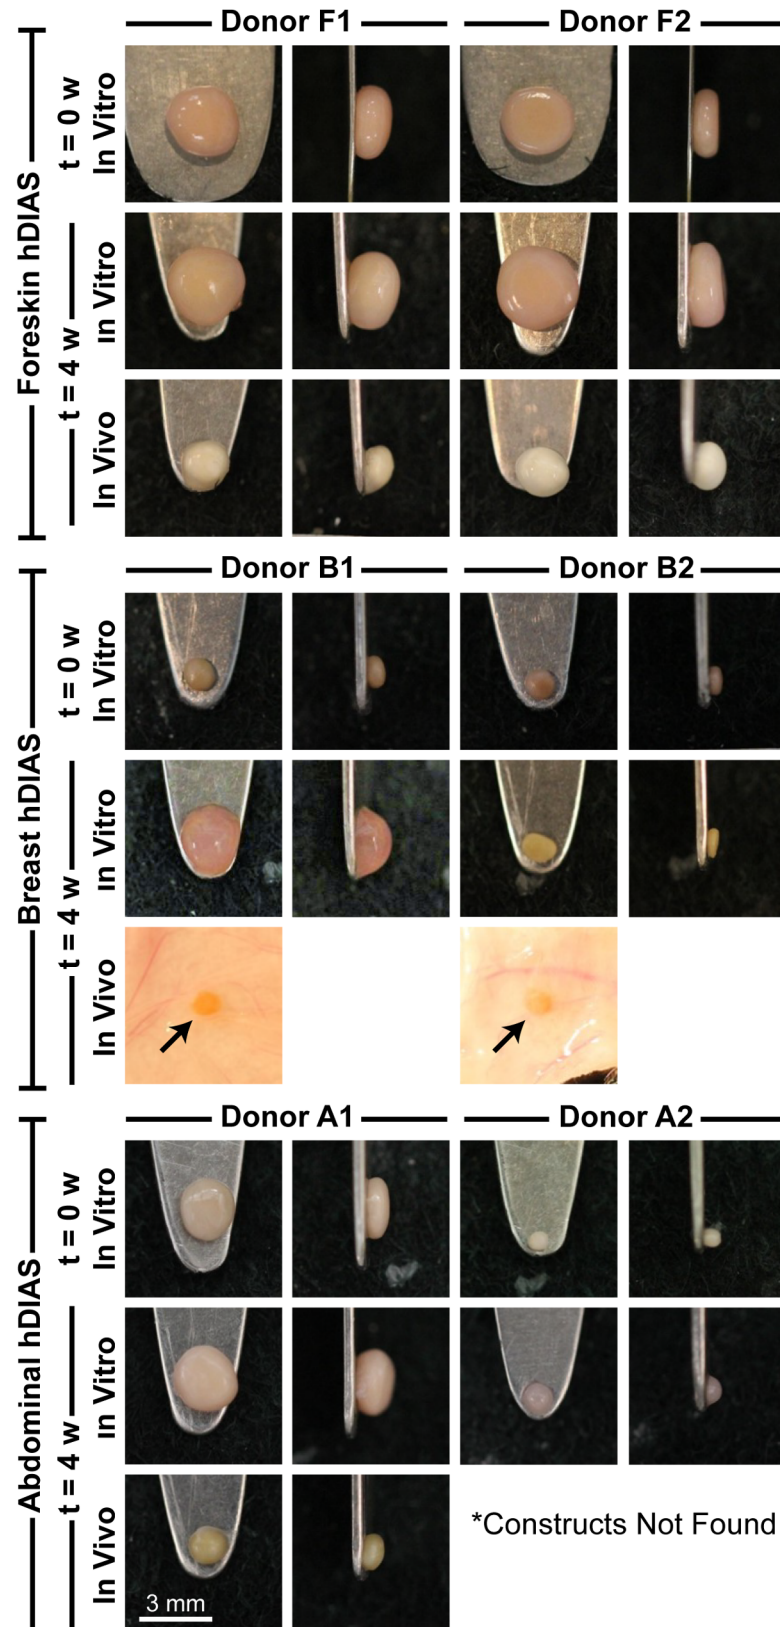 Donor F1
Donor F2
Foreskin hDIAS
t = 0 w
In Vitro
t = 4 w
In Vitro
In Vivo
Donor B1
Donor B2
Breast hDIAS
t = 0 w
In Vitro
t = 4 w
In Vitro
In Vivo
Donor A1
Donor A2
Abdominal hDIAS
t = 0 w
In Vitro
t = 4 w
In Vitro
In Vivo
*Constructs Not Found
3 mm